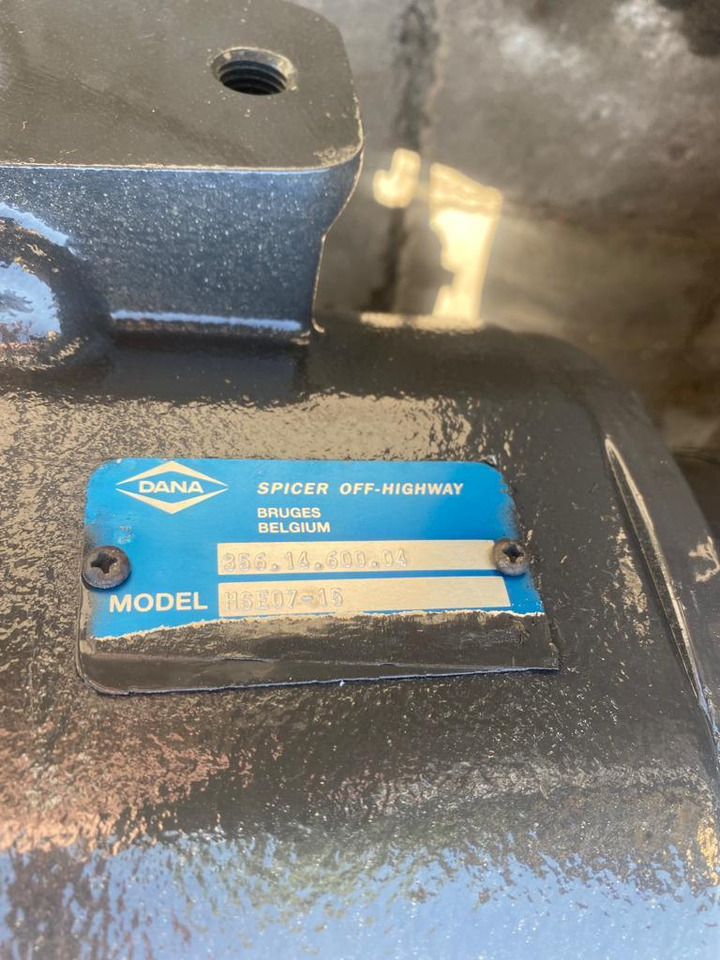 DANA
SPICER OFF-HIGHWAY
BRUGES
BELGIUM
356.14.600.04
MODEL HSE07-15